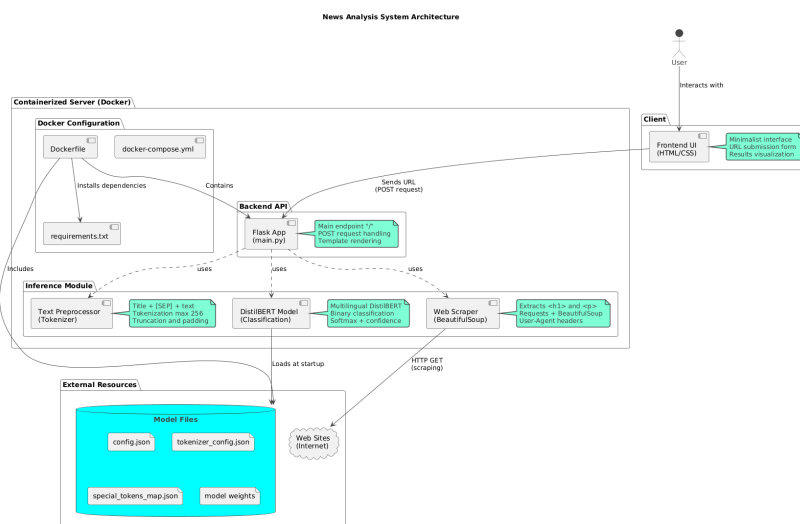 News Analysis System Architecture
User
Interacts with
Containerized Server (Docker)
Docker Configuration
Dockerfile
docker-compose.yml
Client
Frontend UI
(HTML/CSS)
Minimalist interface
URL submission form
Results visualization
Installs dependencies
Contains
Sends URL
(POST request)
requirements.txt
Backend API
Flask App
(main.py)
Main endpoint "/"
POST request handling
Template rendering
Includes
uses
uses
uses
Inference Module
Text Preprocessor
(Tokenizer)
Title + [SEP] + text
Tokenization max 256
Truncation and padding
DistilBERT Model
(Classification)
Multilingual DistilBERT
Binary classification
Softmax + confidence
Web Scraper
(BeautifulSoup)
Extracts <h1> and <p>
Requests + BeautifulSoup
User-Agent headers
Loads at startup
HTTP GET
(scraping)
External Resources
Model Files
config.json
tokenizer_config.json
special_tokens_map.json
model weights
Web Sites
(Internet)